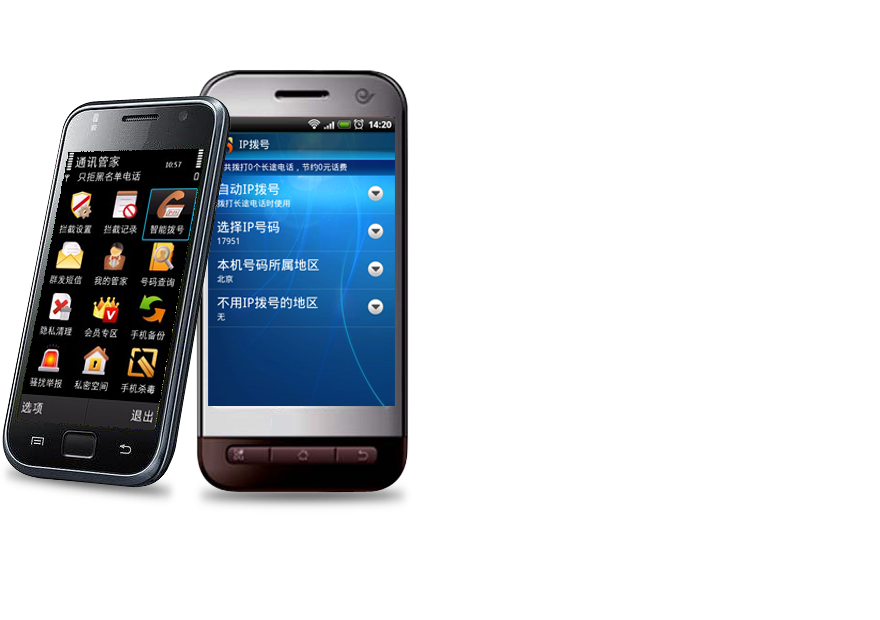 通讯管家
10:57
只拒黑名单电话
拦截设置 拦截记录 智能拨号
群发短信 我的管家 号码查询
隐私清理 会员专区 手机备份
骚扰举报 私密空间 手机杀毒
选项 退出
14:20
IP拨号
共拨打0个长途电话，节约0元话费
自动IP拨号
拨打长途电话时使用
选择IP号码
17951
本机号码所属地区
北京
不用IP拨号的地区
无